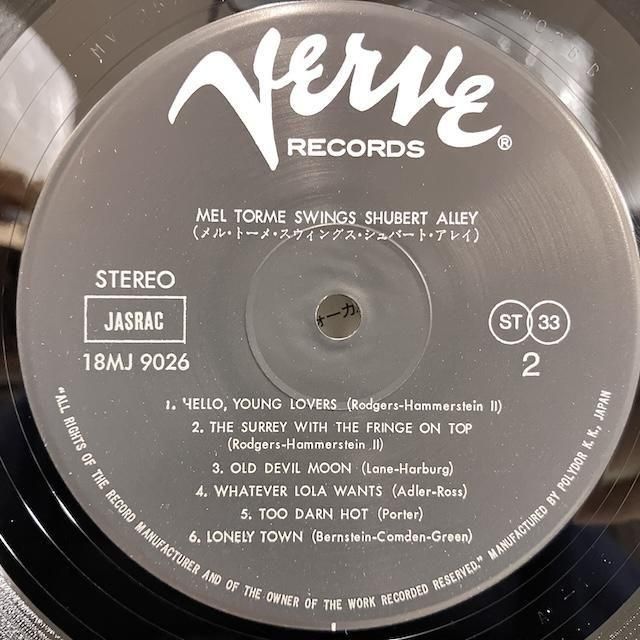 Verve
RECORDS ®
MEL TORME SWINGS SHUBERT ALLEY
(メル・トーメ・スウィングス・シュバート・アレイ)
STEREO
JASRAC
18MJ 9026
ST 33
2
ォーカ
1. HELLO, YOUNG LOVERS (Rodgers-Hammerstein II)
2. THE SURREY WITH THE FRINGE ON TOP
(Rodgers-Hammerstein II)
3. OLD DEVIL MOON (Lane-Harburg)
4. WHATEVER LOLA WANTS (Adler-Ross)
5. TOO DARN HOT (Porter)
6. LONELY TOWN (Bernstein-Comden-Green)
"ALL RIGHTS OF THE RECORD MANUFACTURER AND OF THE OWNER OF THE WORK RECORDED RESERVED." MANUFACTURED BY POLYDOR K. K., JAPAN